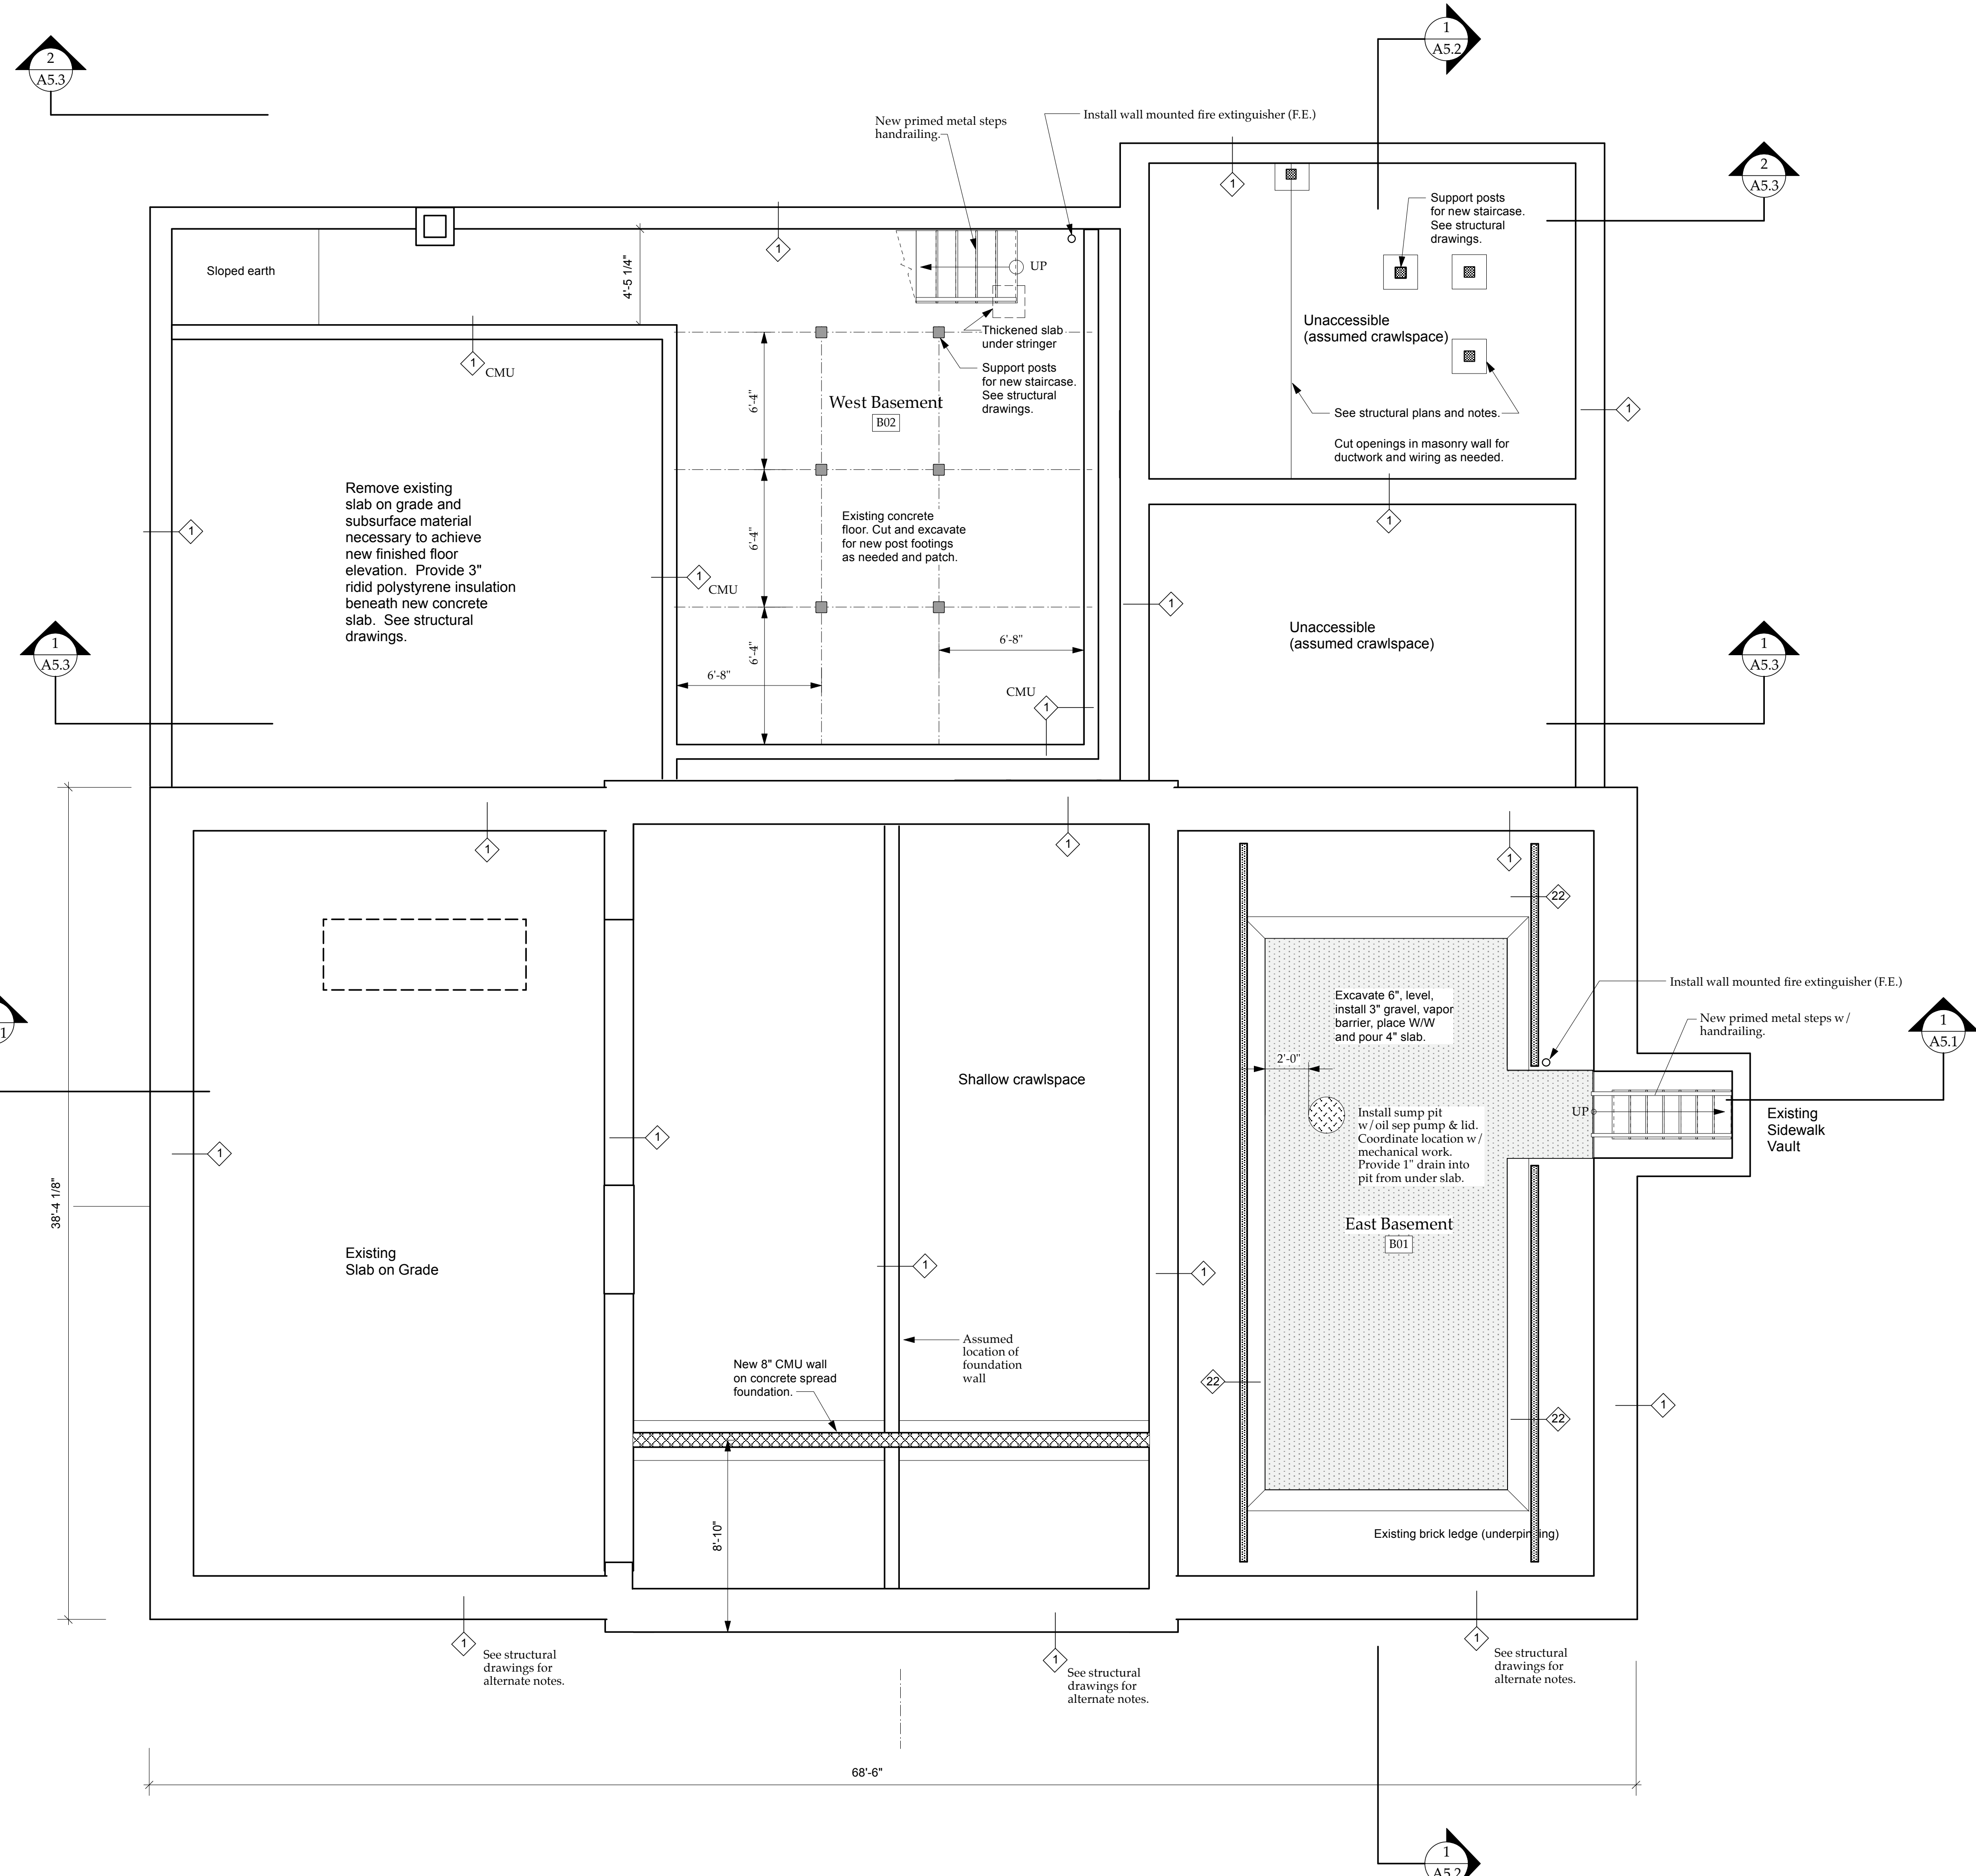 2
A5.3
1
A5.2
New primed metal steps
handrailing.
Install wall mounted fire extinguisher (F.E.)
2
A5.3
1
1
Support posts
for new staircase.
See structural
drawings.
Sloped earth
4'-5 1/4"
UP
Thickened slab
under stringer
Unaccessible
(assumed crawlspace)
1
CMU
Support posts
for new staircase.
See structural
drawings.
6'-4"
West Basement
B02
See structural plans and notes.
1
Cut openings in masonry wall for
ductwork and wiring as needed.
Remove existing
slab on grade and
subsurface material
necessary to achieve
new finished floor
elevation. Provide 3"
ridid polystyrene insulation
beneath new concrete
slab. See structural
drawings.
1
6'-4"
Existing concrete
floor. Cut and excavate
for new post footings
as needed and patch.
1
1
CMU
1
Unaccessible
(assumed crawlspace)
1
A5.3
1
A5.3
6'-4"
6'-8"
6'-8"
CMU
1
1
1
1
22
Install wall mounted fire extinguisher (F.E.)
Excavate 6", level,
install 3" gravel, vapor
barrier, place W/W
and pour 4" slab.
New primed metal steps w/
handrailing.
1
1
A5.1
2'-0"
Shallow crawlspace
Install sump pit
w/oil sep pump & lid.
Coordinate location w/
mechanical work.
Provide 1" drain into
pit from under slab.
UP
Existing
Sidewalk
Vault
1
1
38'-4 1/8"
East Basement
B01
Existing
Slab on Grade
1
1
Assumed
location of
foundation
wall
New 8" CMU wall
on concrete spread
foundation.
22
22
1
8'-10"
Existing brick ledge (underpinning)
1
See structural
drawings for
alternate notes.
1
See structural
drawings for
alternate notes.
1
See structural
drawings for
alternate notes.
68'-6"
1
A5.2